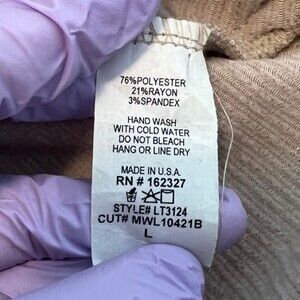 76%POLYESTER
21%RAYON
3%SPANDEX
HAND WASH
WITH COLD WATER
DO NOT BLEACH
HANG OR LINE DRY
MADE IN U.S.A.
RN # 162327
STYLE# LT3124
CUT# MWL10421B
L